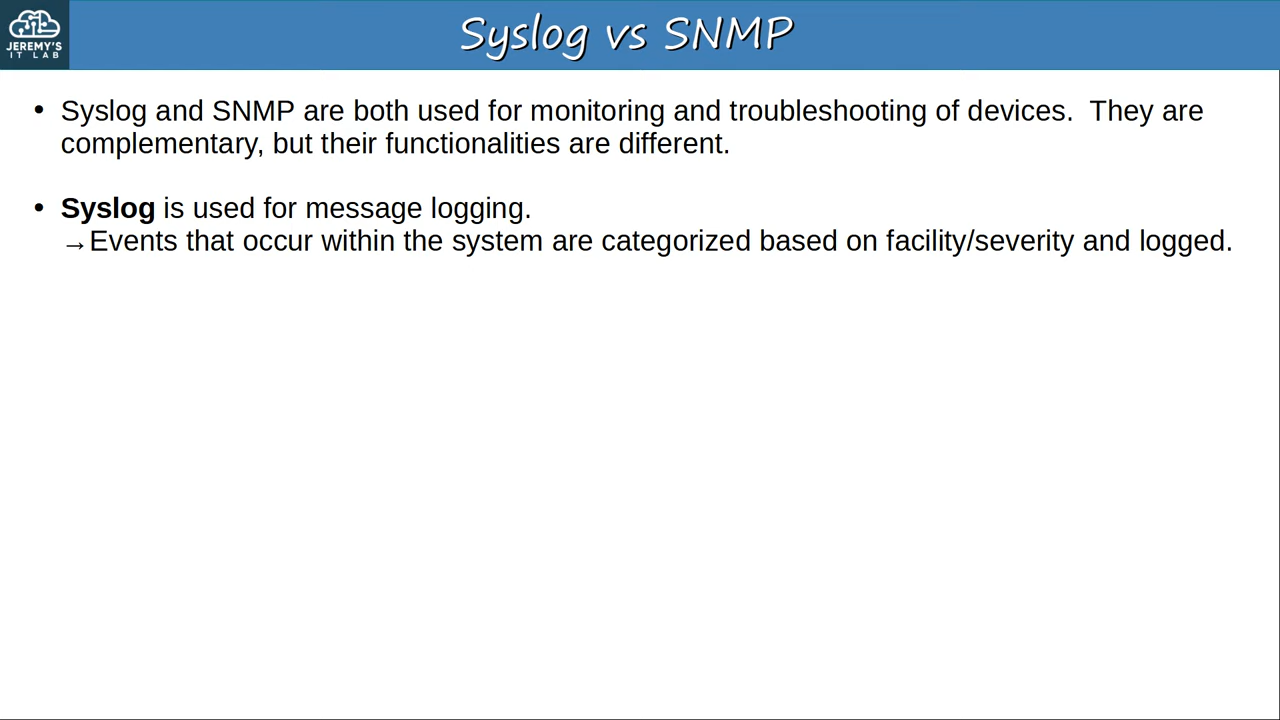 JEREMY'S
IT LAB
Syslog vs SNMP
• Syslog and SNMP are both used for monitoring and troubleshooting of devices.  They are
complementary, but their functionalities are different.
• Syslog is used for message logging.
→Events that occur within the system are categorized based on facility/severity and logged.